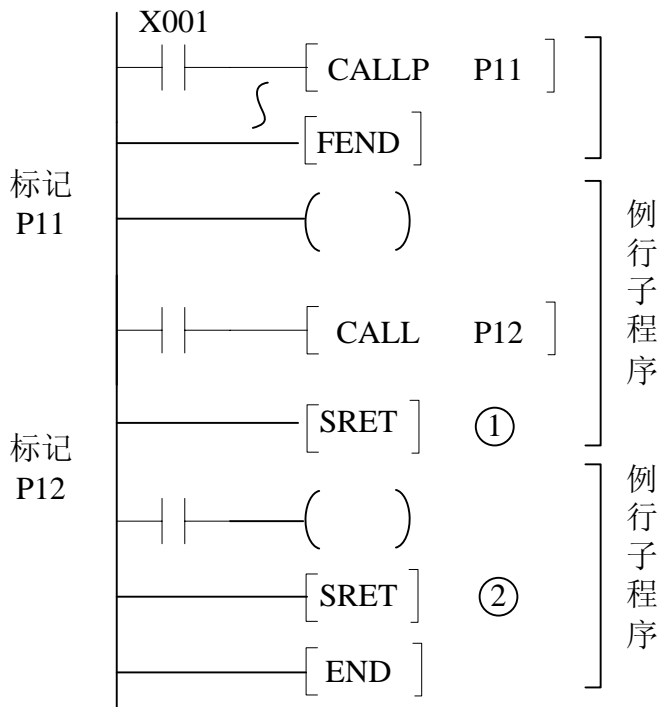 X001
CALLP P11
FEND
标记
P11
CALL P12
SRET ①
标记
P12
SRET ②
END
例行子程序
例行子程序